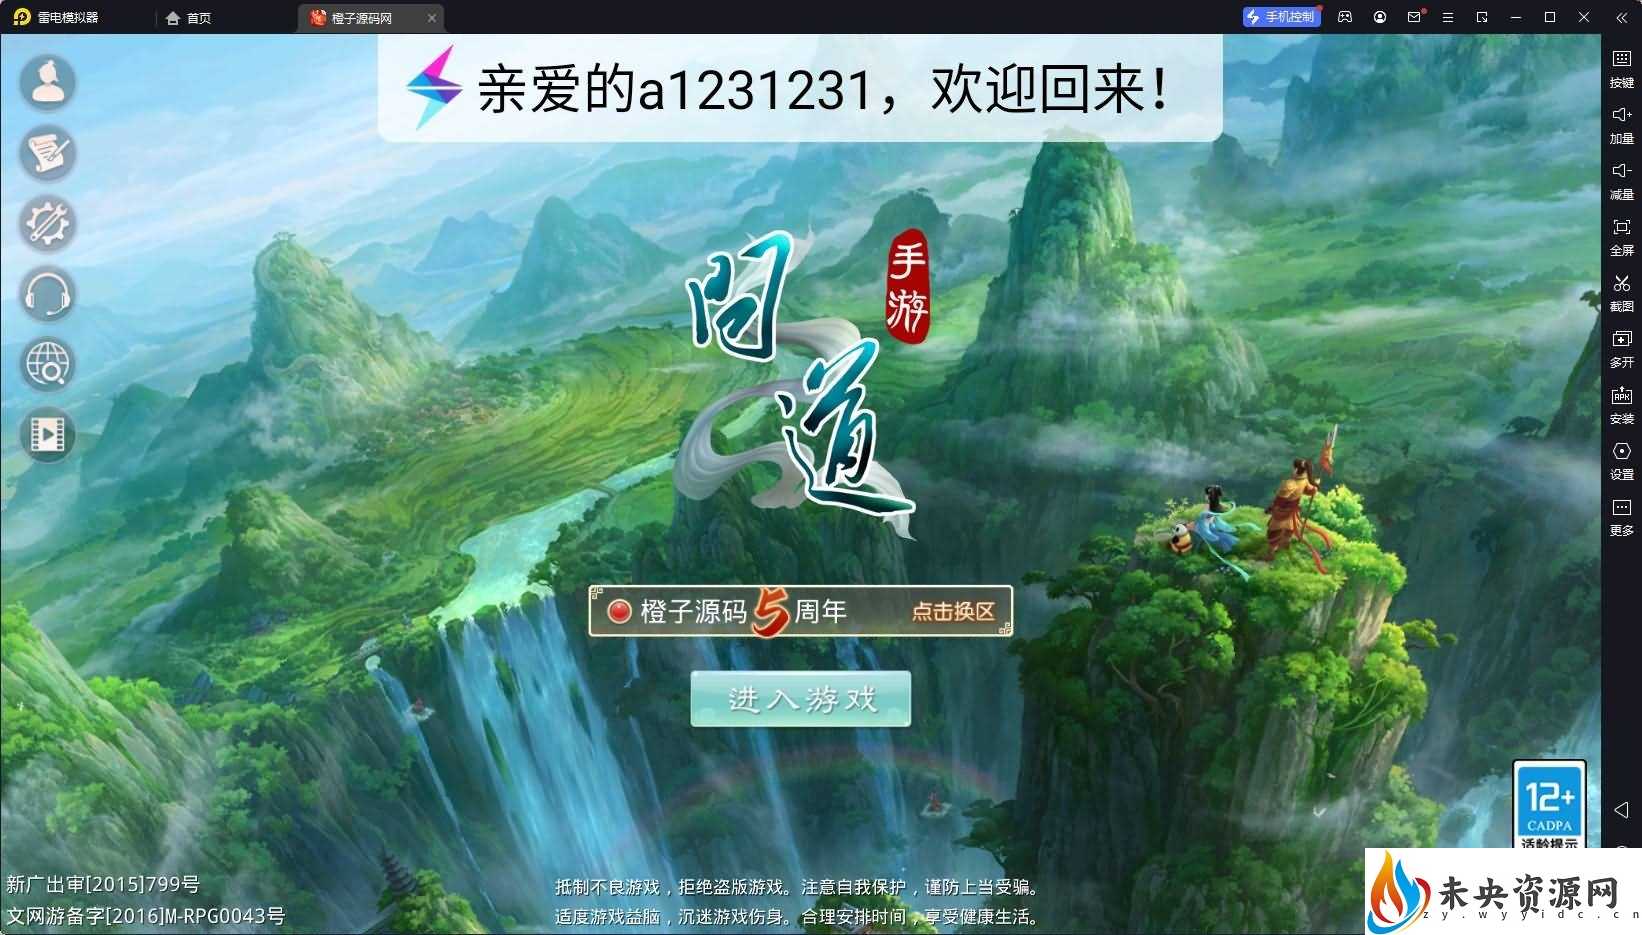 雷电模拟器
首页
橙子源码网
手机控制
亲爱的a1231231，欢迎回来！
按键
加量
减量
全屏
截图
多开
APK
安装
设置
更多
问道
手游
橙子源码5周年
点击换区
进入游戏
12+
CADPA
适龄提示
新广出审[2015]799号
文网游备字[2016]M-RPG0043号
抵制不良游戏，拒绝盗版游戏。注意自我保护，谨防上当受骗。
适度游戏益脑，沉迷游戏伤身。合理安排时间，享受健康生活。
未央资源网
zy.wyyidc.cn